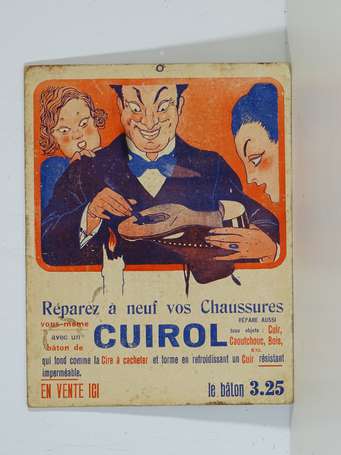 Réparez à neuf vos Chaussures
vous-même
avec un
bâton de
CUIROL
RÉPARE AUSSI
tous objets : Cuir,
Caoutchouc, Bois,
etc.
qui fond comme la Cire à cacheter et forme en refroidissant un Cuir résistant
imperméable.
EN VENTE ICI
le bâton 3.25